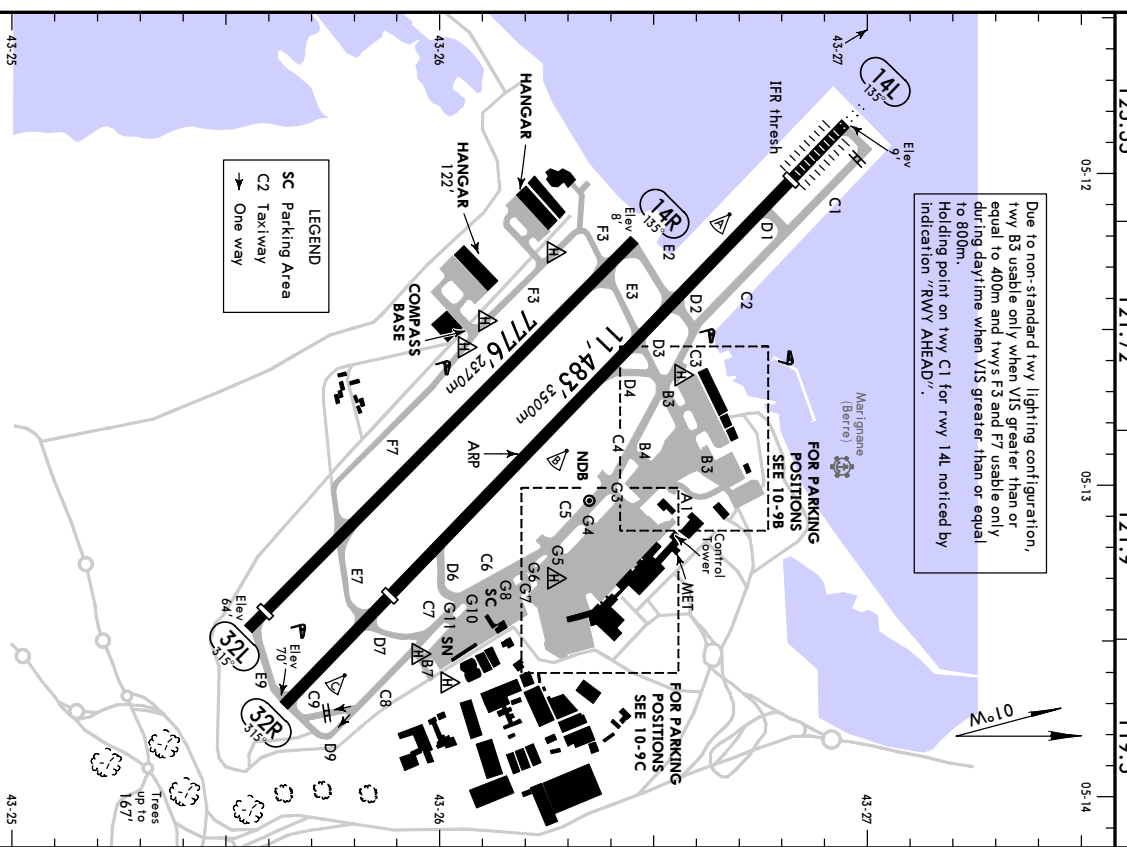 Due to non-standard twy lighting configuration,
twy B3 usable only when VIS greater than or
equal to 400m and twys F3 and F7 usable only
during daytime when VIS greater than or equal
to 800m.
Holding point on twy C1 for rwy 14L noticed by
indication "RWY AHEAD".
05-12
05-13
05-14
43-27
43-26
43-25
43-27
43-26
43-25
14L
135°
Elev
9'
IFR thresh
C1
D1
A
C2
14R
135°
Elev
8'
E2
D2
F3
E3
D3
C3
H
B3
D4
C4
B4
B3
Marignane
(Berre)
FOR PARKING
POSITIONS
SEE 10-9B
HANGAR
HANGAR
122'
H
F3
H
H
COMPASS
BASE
7776' 2370m
11,483' 3500m
ARP
B
NDB
G3
A1
Control
Tower
MET
C5
G4
G5
H
G6
G7
G8
SC
G10
G11
SN
C6
D6
C7
F7
E7
D7
H
B7
H
C8
C
C9
D9
E9
Elev
64'
32L
315°
Elev
70'
32R
315°
FOR PARKING
POSITIONS
SEE 10-9C
01°W
Trees
up to
167'
LEGEND
SC Parking Area
C2 Taxiway
One way